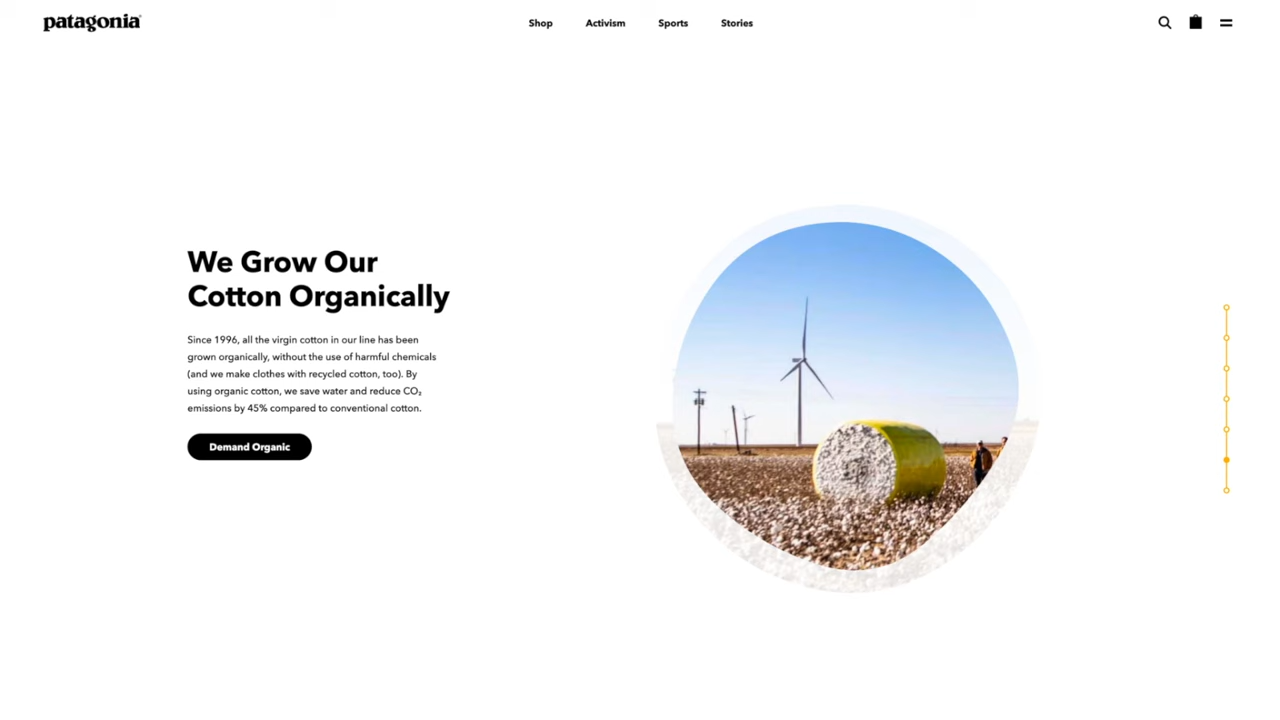 patagonia®
Shop
Activism
Sports
Stories
We Grow Our
Cotton Organically
Since 1996, all the virgin cotton in our line has been
grown organically, without the use of harmful chemicals
(and we make clothes with recycled cotton, too). By
using organic cotton, we save water and reduce CO₂
emissions by 45% compared to conventional cotton.
Demand Organic